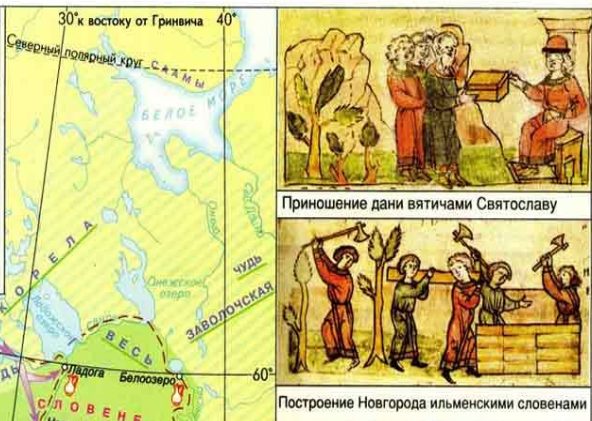 30° к востоку от Гринвича 40°
Северный полярный круг
СААМЫ
БЕЛОЕ МОРЕ
Онега
КОРЕЛА
Ладожское озеро
Онежское озеро
ЧУДЬ
ЗАВОЛОЧСКАЯ
ВЕСЬ
Ладога
Белоозеро
60°
СЛОВЕНЕ
Приношение дани вятичами Святославу
Построение Новгорода ильменскими словенами